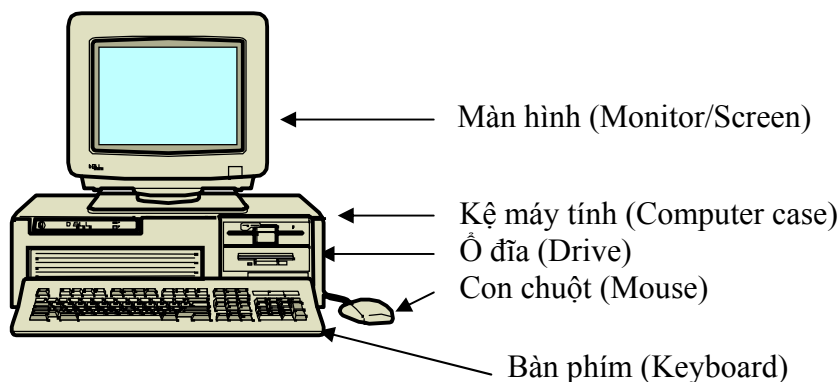 Màn hình (Monitor/Screen)
Kệ máy tính (Computer case)
Ổ đĩa (Drive)
Con chuột (Mouse)
Bàn phím (Keyboard)